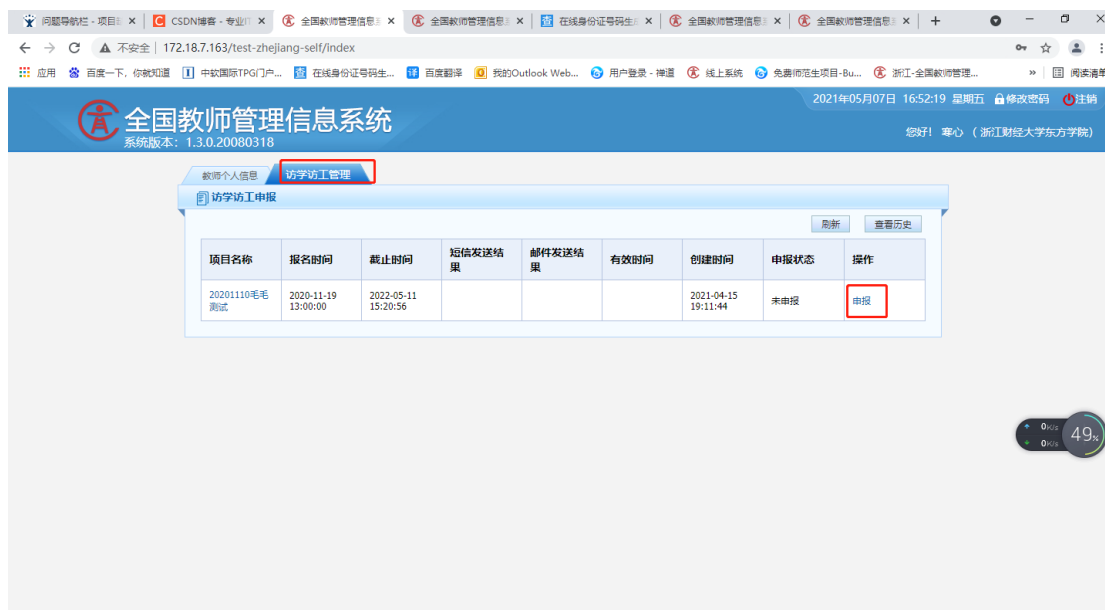 问题导航栏 - 项目
CSDN博客 - 专业IT
全国教师管理信息
全国教师管理信息
在线身份证号码生
全国教师管理信息
全国教师管理信息
不安全 | 172.18.7.163/test-zhejiang-self/index
应用 百度一下，你就知道 中软国际TPG门户... 在线身份证号码生... 百度翻译 我的Outlook Web... 用户登录 - 禅道 线上系统 免费师范生项目-Bu... 浙江-全国教师管理... » 阅读清单
2021年05月07日 16:52:19 星期五 修改密码 注销
全国教师管理信息系统
系统版本：1.3.0.20080318
您好！ 寒心 （ 浙江财经大学东方学院）
教师个人信息 访学访工管理
访学访工申报
刷新 查看历史
项目名称 报名时间 截止时间 短信发送结果 邮件发送结果 有效时间 创建时间 申报状态 操作
20201110毛毛
测试
2020-11-19
13:00:00
2022-05-11
15:20:56
2021-04-15
19:11:44
未申报
申报
0K/s
0K/s
49%